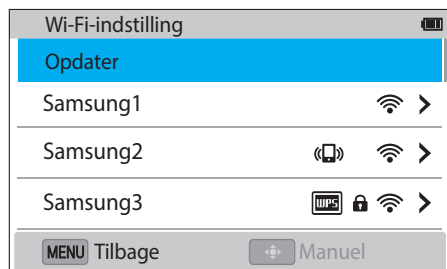 Wi-Fi-indstilling
Opdater
Samsung1
Samsung2
Samsung3 WPS
MENU Tilbage Manuel